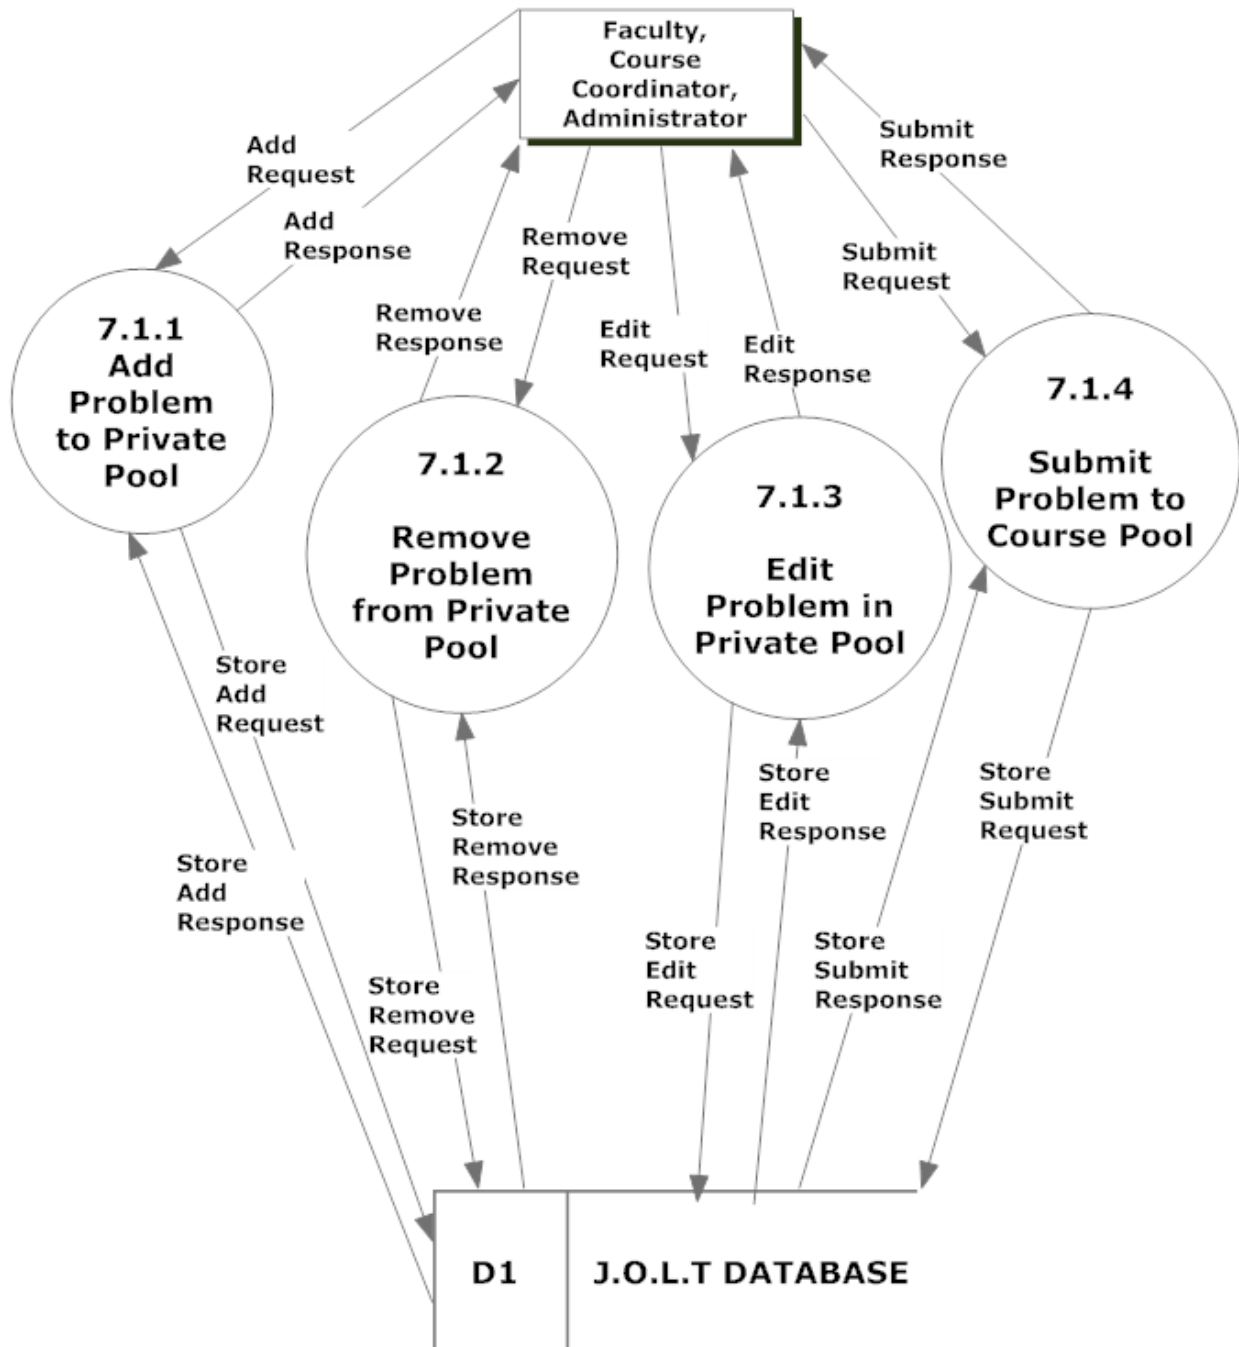 Faculty,
Course
Coordinator,
Administrator
Add
Request
Add
Response
Remove
Response
Remove
Request
Edit
Request
Edit
Response
Submit
Request
Submit
Response
7.1.1
Add
Problem
to Private
Pool
7.1.2
Remove
Problem
from Private
Pool
7.1.3
Edit
Problem in
Private Pool
7.1.4
Submit
Problem to
Course Pool
Store
Add
Request
Store
Add
Response
Store
Remove
Request
Store
Remove
Response
Store
Edit
Request
Store
Edit
Response
Store
Submit
Response
Store
Submit
Request
D1
J.O.L.T DATABASE